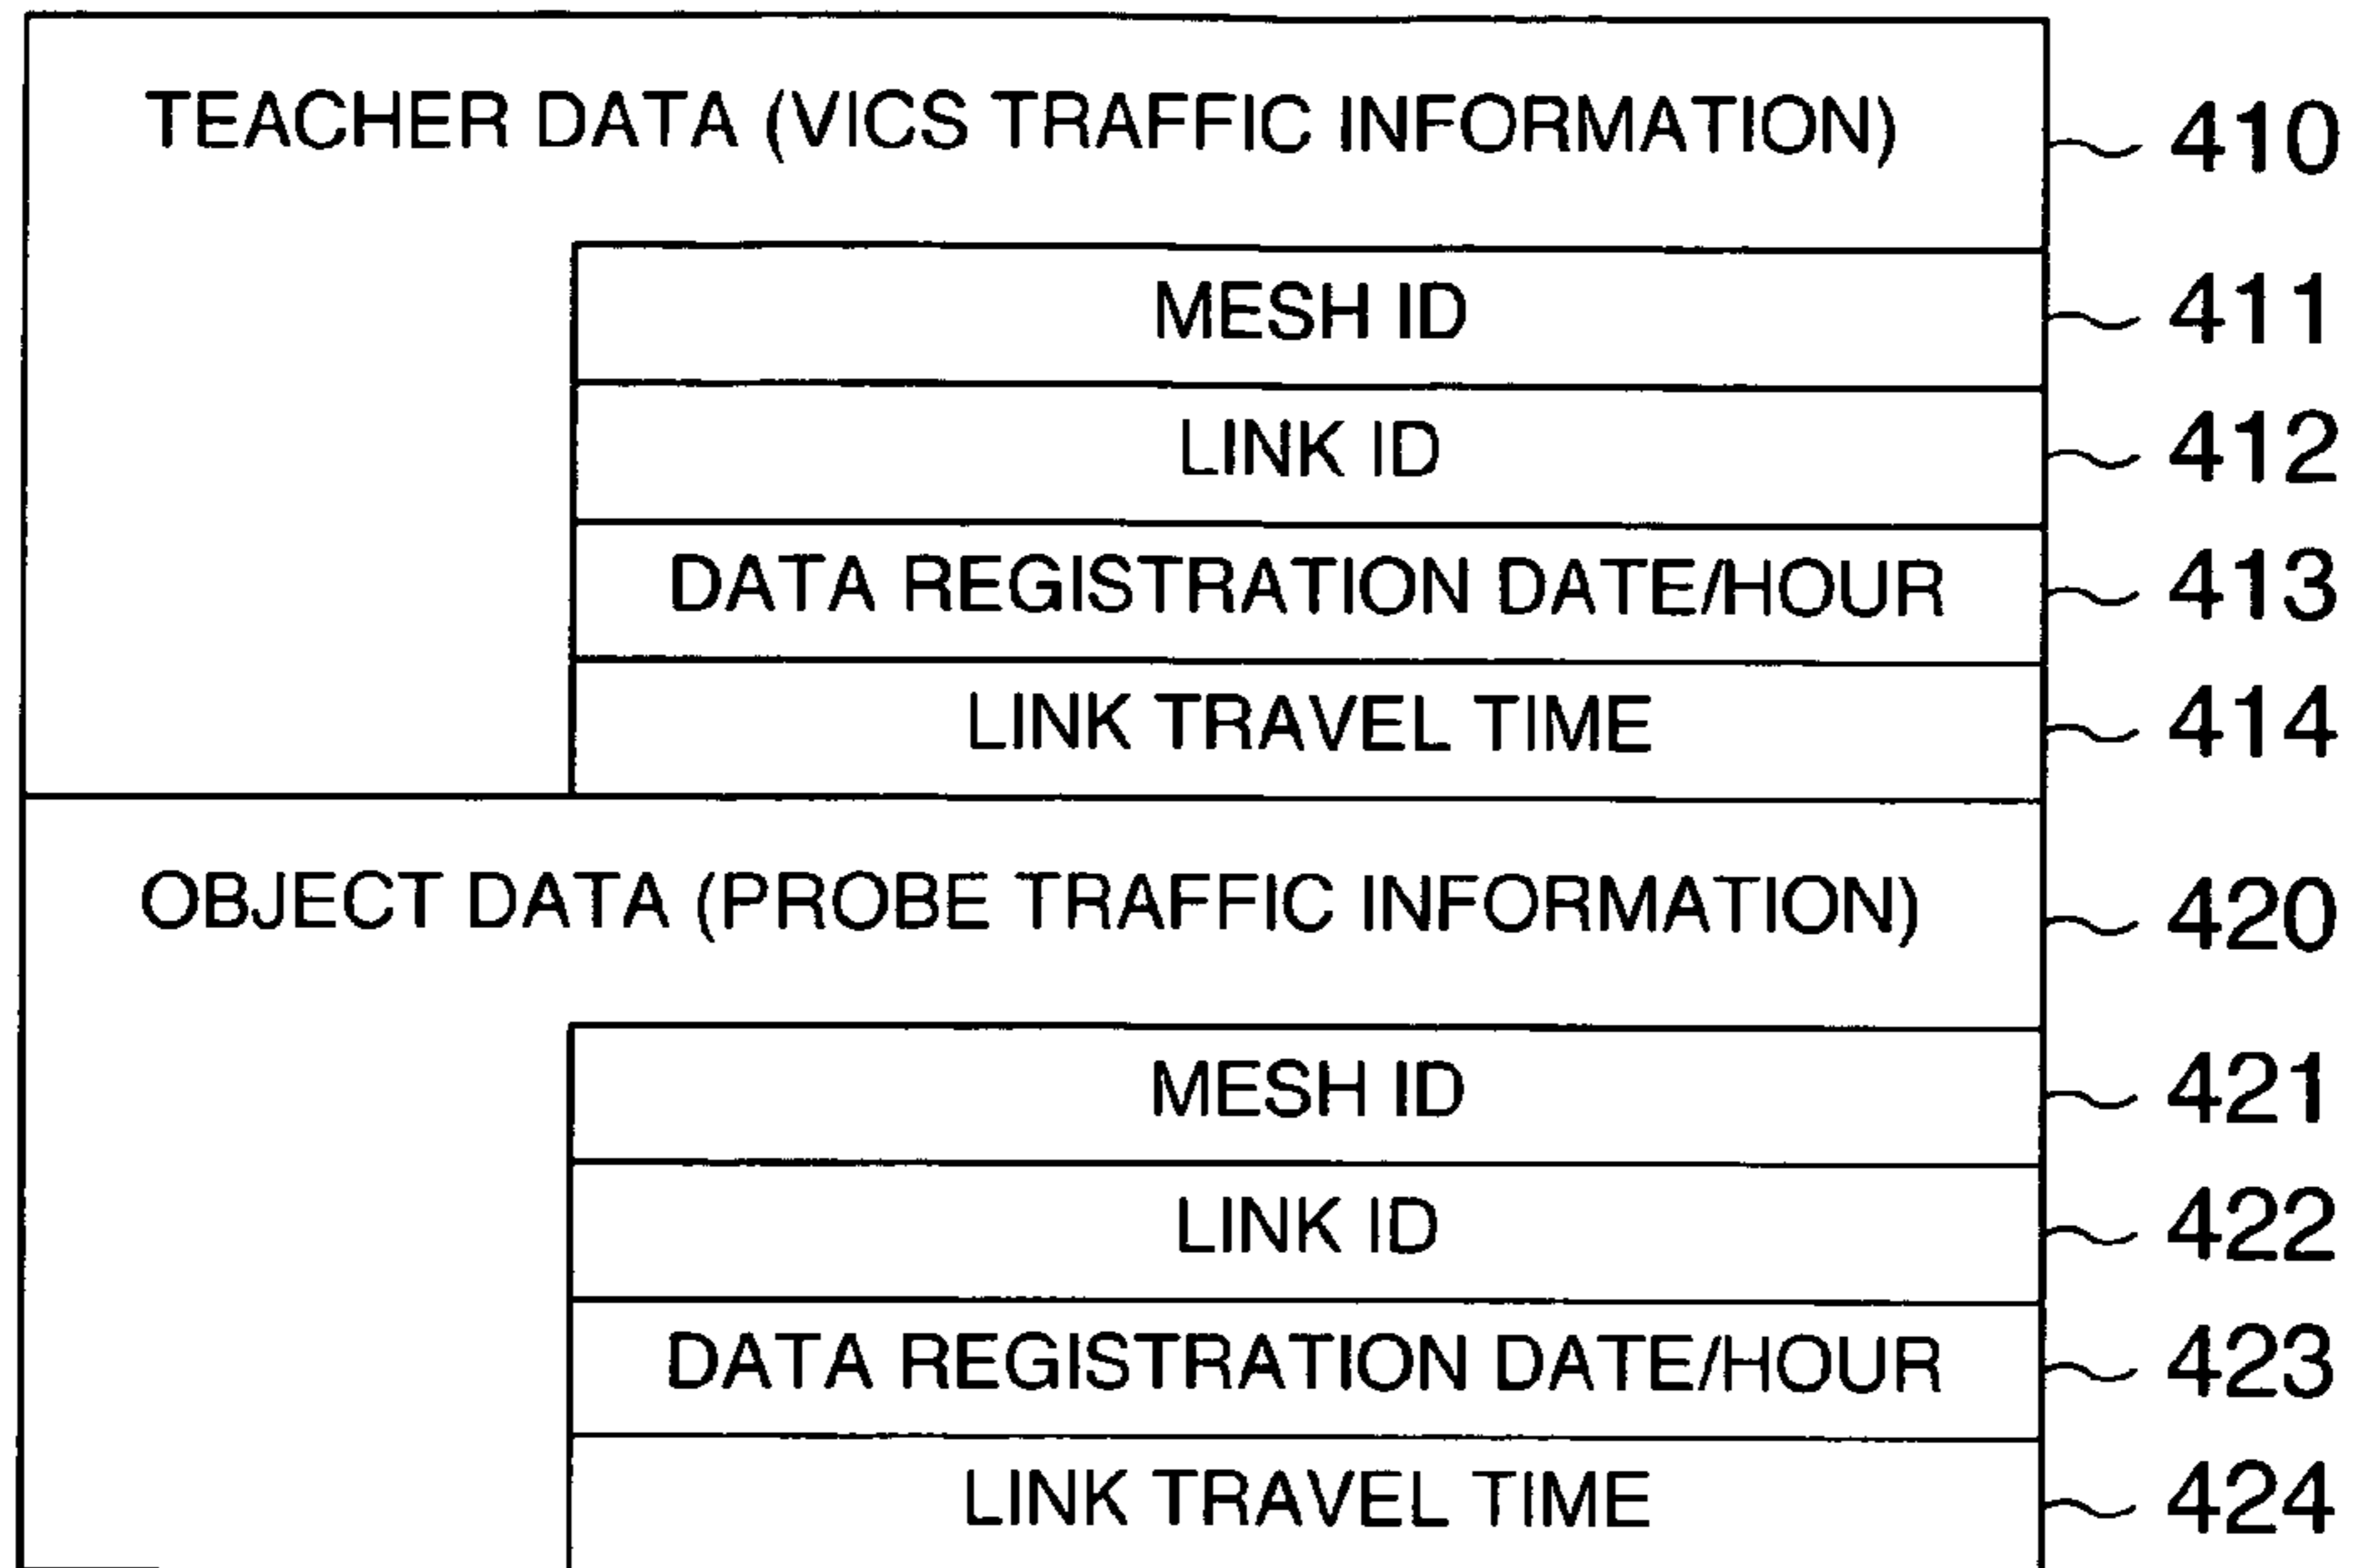 TEACHER DATA (VICS TRAFFIC INFORMATION) 410
MESH ID 411
LINK ID 412
DATA REGISTRATION DATE/HOUR 413
LINK TRAVEL TIME 414
OBJECT DATA (PROBE TRAFFIC INFORMATION) 420
MESH ID 421
LINK ID 422
DATA REGISTRATION DATE/HOUR 423
LINK TRAVEL TIME 424